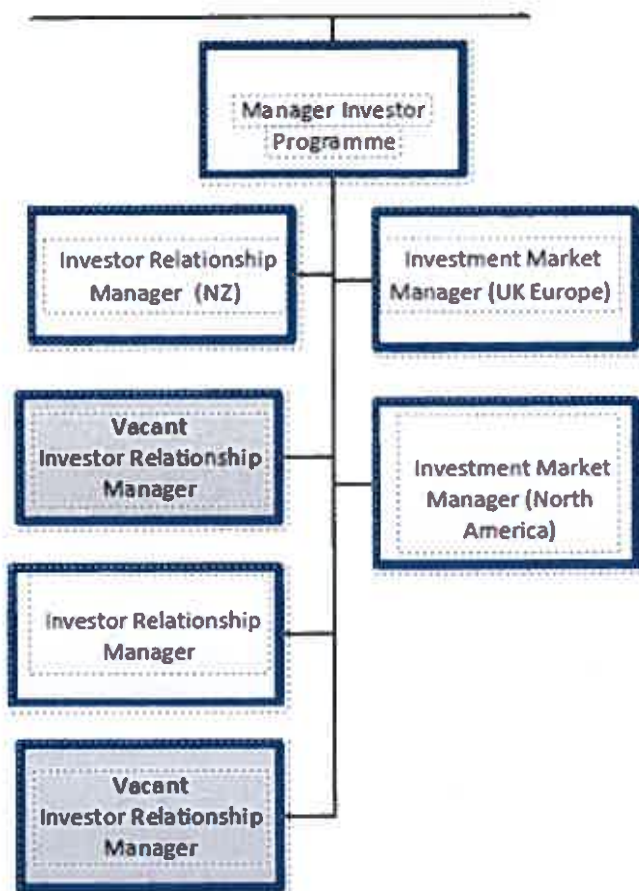 Manager Investor
Programme
Investor Relationship
Manager (NZ)
Investment Market
Manager (UK Europe)
Vacant
Investor Relationship
Manager
Investment Market
Manager (North
America)
Investor Relationship
Manager
Vacant
Investor Relationship
Manager